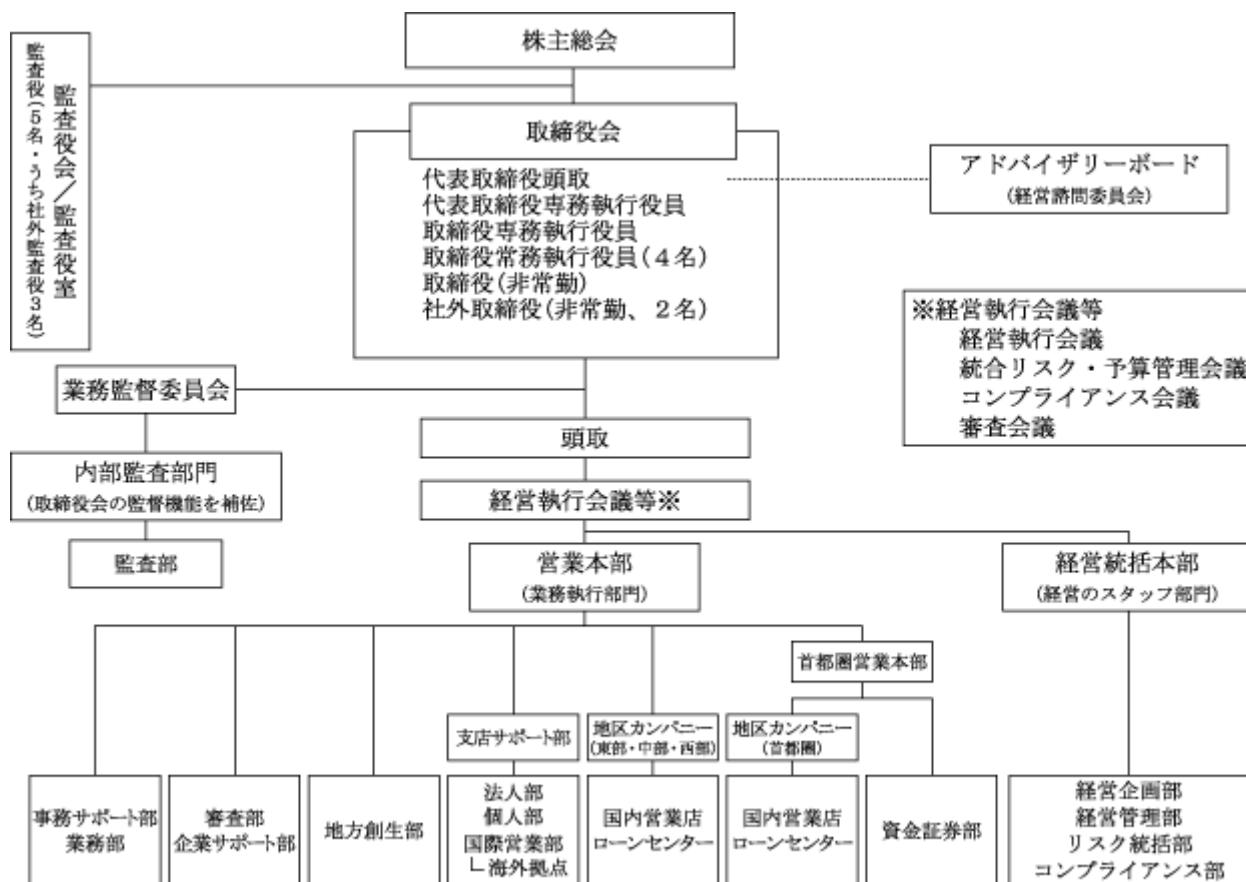 株主総会
監査役会／監査役室
監査役(５名・うち社外監査役３名)
取締役会
代表取締役頭取
代表取締役専務執行役員
取締役専務執行役員
取締役常務執行役員(４名)
取締役(非常勤)
社外取締役(非常勤、２名)
アドバイザリーボード
(経営諮問委員会)
※経営執行会議等
経営執行会議
統合リスク・予算管理会議
コンプライアンス会議
審査会議
業務監督委員会
頭取
内部監査部門
(取締役会の監督機能を補佐)
経営執行会議等※
監査部
営業本部
(業務執行部門)
経営統括本部
(経営のスタッフ部門)
首都圏営業本部
支店サポート部
地区カンパニー
(東部・中部・西部)
地区カンパニー
(首都圏)
事務サポート部
業務部
審査部
企業サポート部
地方創生部
法人部
個人部
国際営業部
└海外拠点
国内営業店
ローンセンター
国内営業店
ローンセンター
資金証券部
経営企画部
経営管理部
リスク統括部
コンプライアンス部